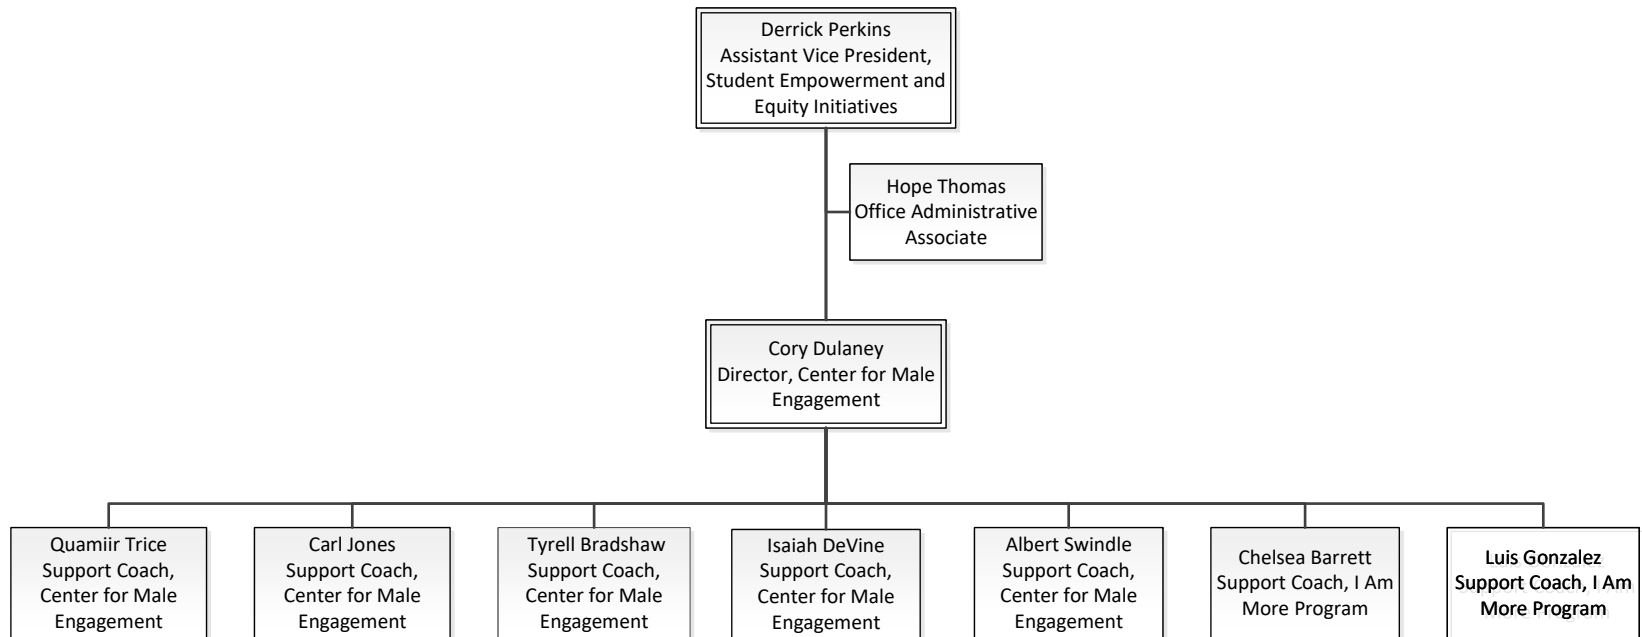 Derrick Perkins
Assistant Vice President,
Student Empowerment and
Equity Initiatives
Hope Thomas
Office Administrative
Associate
Cory Dulaney
Director, Center for Male
Engagement
Quamiir Trice
Support Coach,
Center for Male
Engagement
Carl Jones
Support Coach,
Center for Male
Engagement
Tyrell Bradshaw
Support Coach,
Center for Male
Engagement
Isaiah DeVine
Support Coach,
Center for Male
Engagement
Albert Swindle
Support Coach,
Center for Male
Engagement
Chelsea Barrett
Support Coach, I Am
More Program
Luis Gonzalez
Support Coach, I Am
More Program